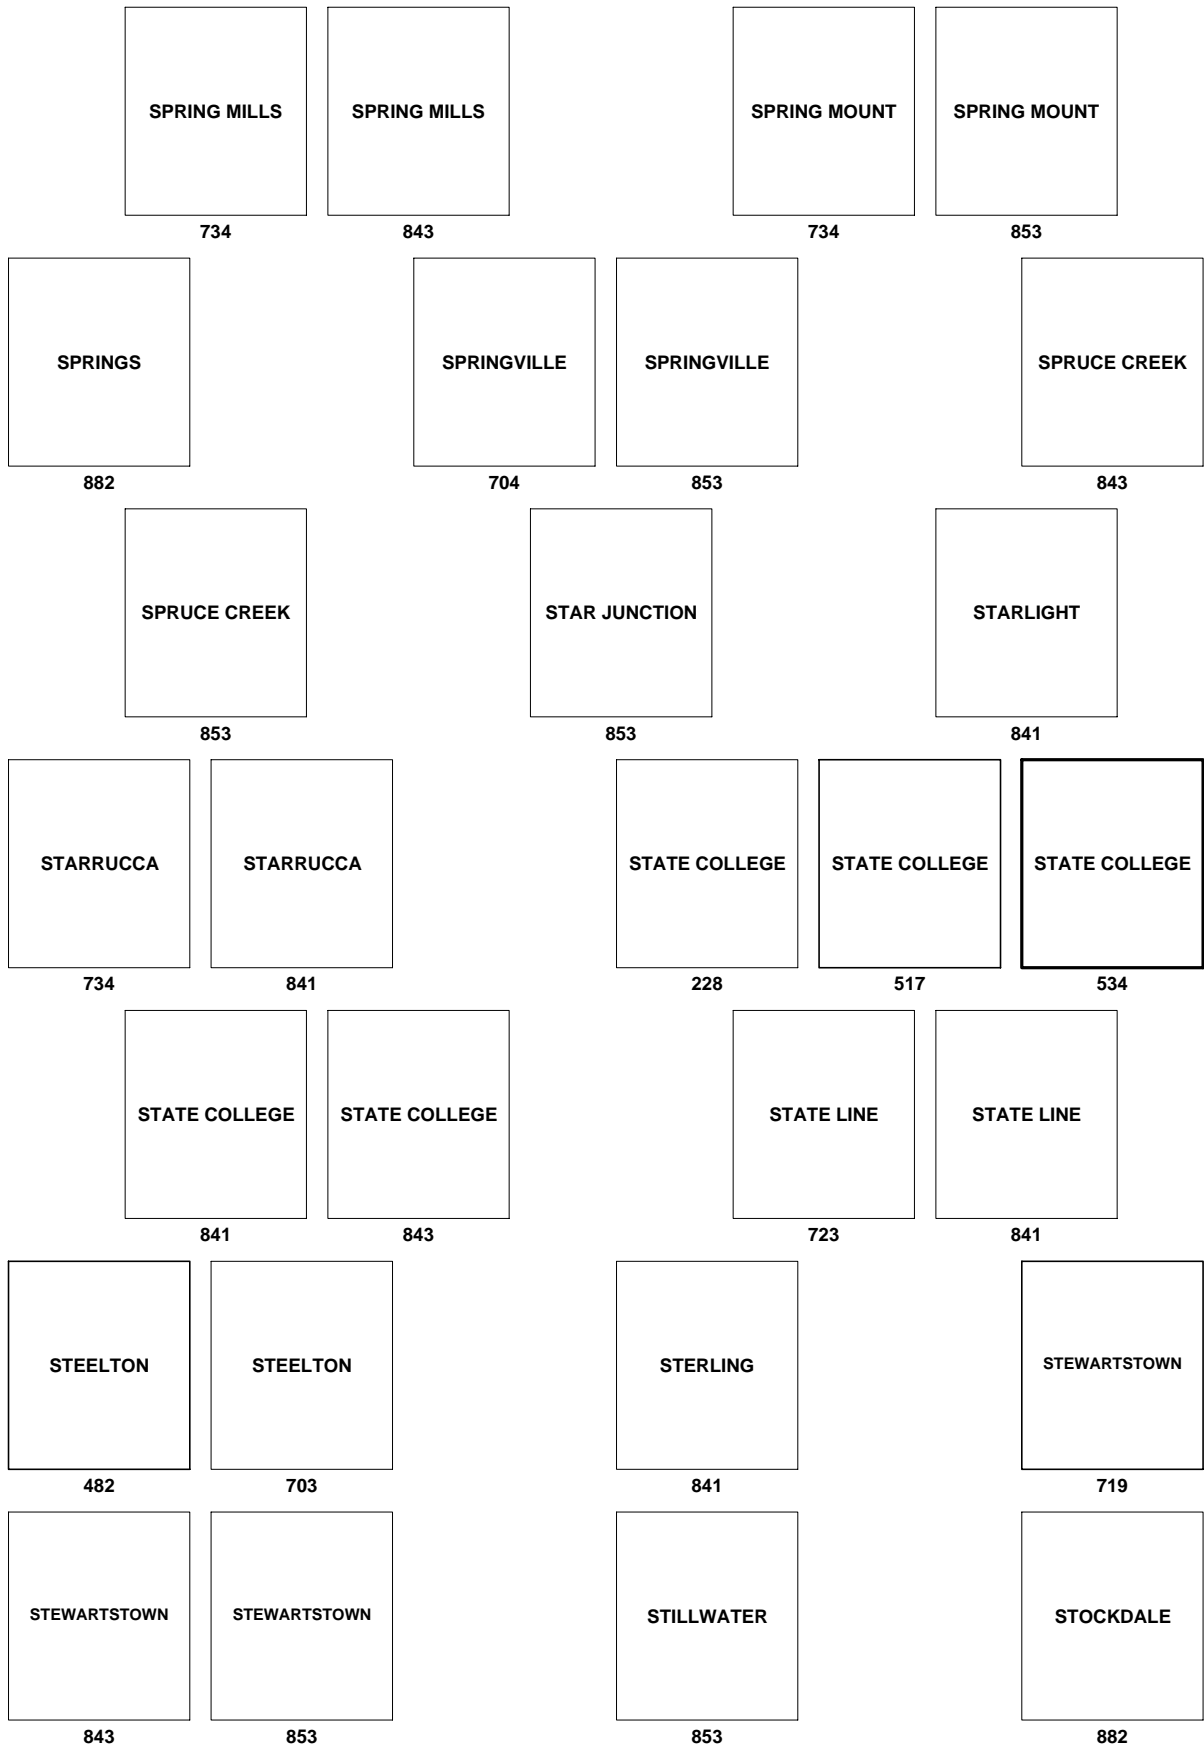 SPRING MILLS SPRING MILLS SPRING MOUNT SPRING MOUNT
734 843 734 853
SPRINGS SPRINGVILLE SPRINGVILLE SPRUCE CREEK
882 704 853 843
SPRUCE CREEK STAR JUNCTION STARLIGHT
853 853 841
STARRUCCA STARRUCCA STATE COLLEGE STATE COLLEGE STATE COLLEGE
734 841 228 517 534
STATE COLLEGE STATE COLLEGE STATE LINE STATE LINE
841 843 723 841
STEELTON STEELTON STERLING STEWARTSTOWN
482 703 841 719
STEWARTSTOWN STEWARTSTOWN STILLWATER STOCKDALE
843 853 853 882